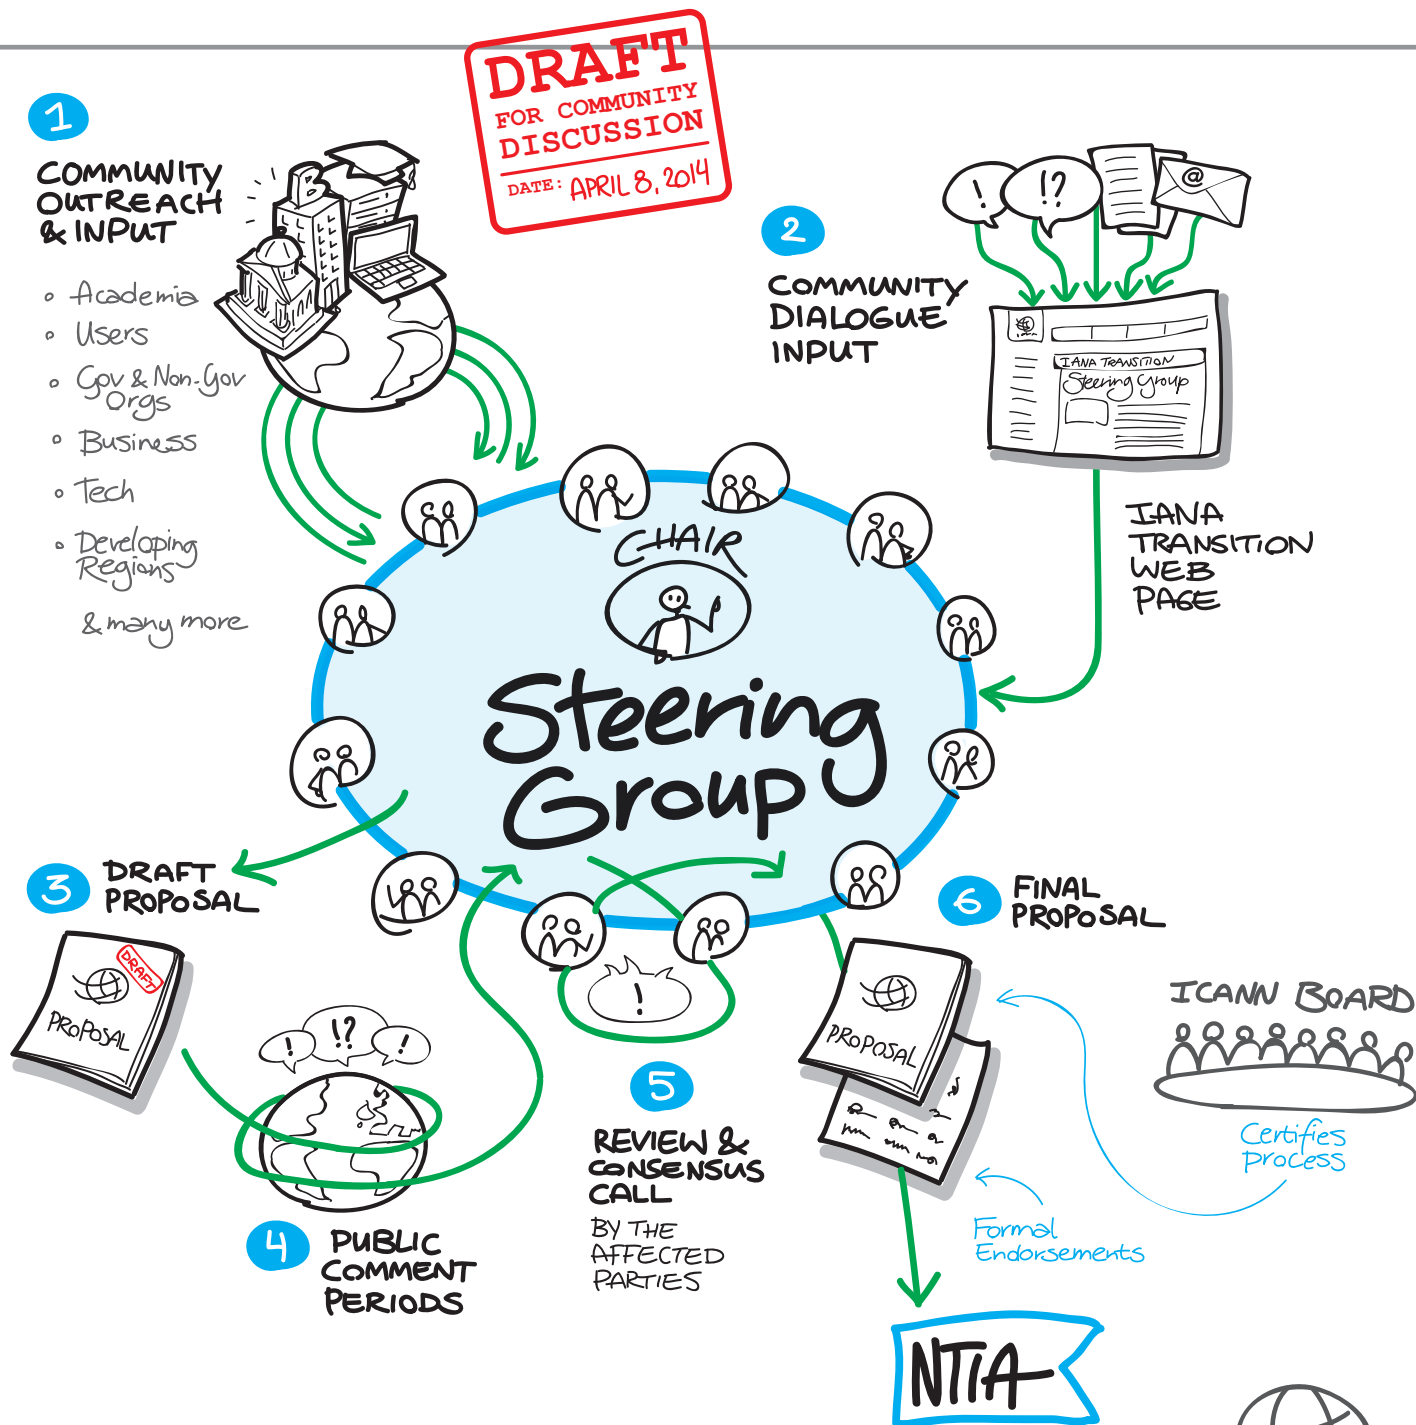 DRAFT
FOR COMMUNITY
DISCUSSION
DATE: APRIL 8, 2014
1
COMMUNITY
OUTREACH
& INPUT
Academia
Users
Gov & Non-Gov
Orgs
Business
Tech
Developing
Regions
& many more
2
COMMUNITY
DIALOGUE
INPUT
!
!?
@
IANA TRANSITION
Steering Group
IANA
TRANSITION
WEB
PAGE
CHAIR
Steering
Group
3
DRAFT
PROPOSAL
DRAFT
PROPOSAL
!
!?
!
4
PUBLIC
COMMENT
PERIODS
!
5
REVIEW &
CONSENSUS
CALL
BY THE
AFFECTED
PARTIES
6
FINAL
PROPOSAL
PROPOSAL
ICANN BOARD
Certifies
process
Formal
Endorsements
NTIA